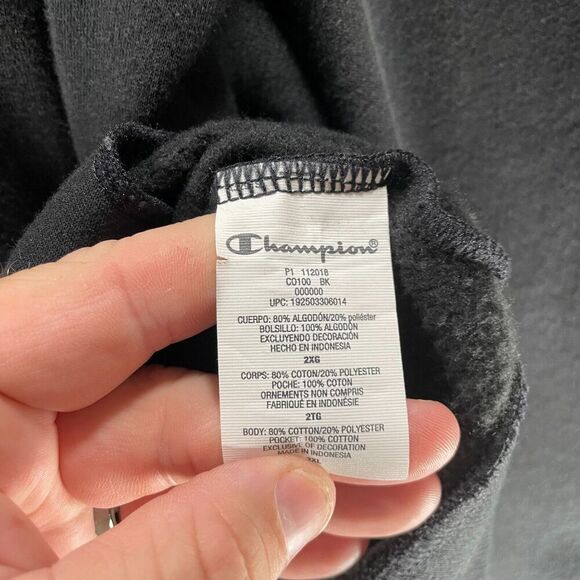 Champion®
P1 112018
CO100 BK
000000
UPC: 192503306014
CUERPO: 80% ALGODÓN/20% poliéster
BOLSILLO: 100% ALGODÓN
EXCLUYENDO DECORACIÓN
HECHO EN INDONESIA
2XG
CORPS: 80% COTON/20% POLYESTER
POCHE: 100% COTON
ORNEMENTS NON COMPRIS
FABRIQUÉ EN INDONÉSIE
2TG
BODY: 80% COTTON/20% POLYESTER
POCKET: 100% COTTON
EXCLUSIVE OF DECORATION
MADE IN INDONESIA
2XL